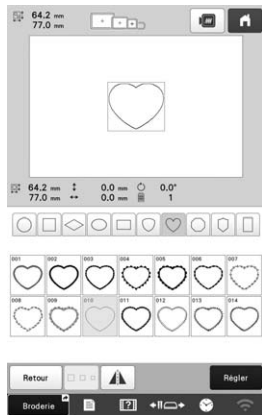 64.2 mm
77.0 mm
64.2 mm 0.0 mm 0.0°
77.0 mm 0.0 mm 1
001 002 003 004 005 006 007
008 009 010 011 012 013 014
Retour Régler
Broderie